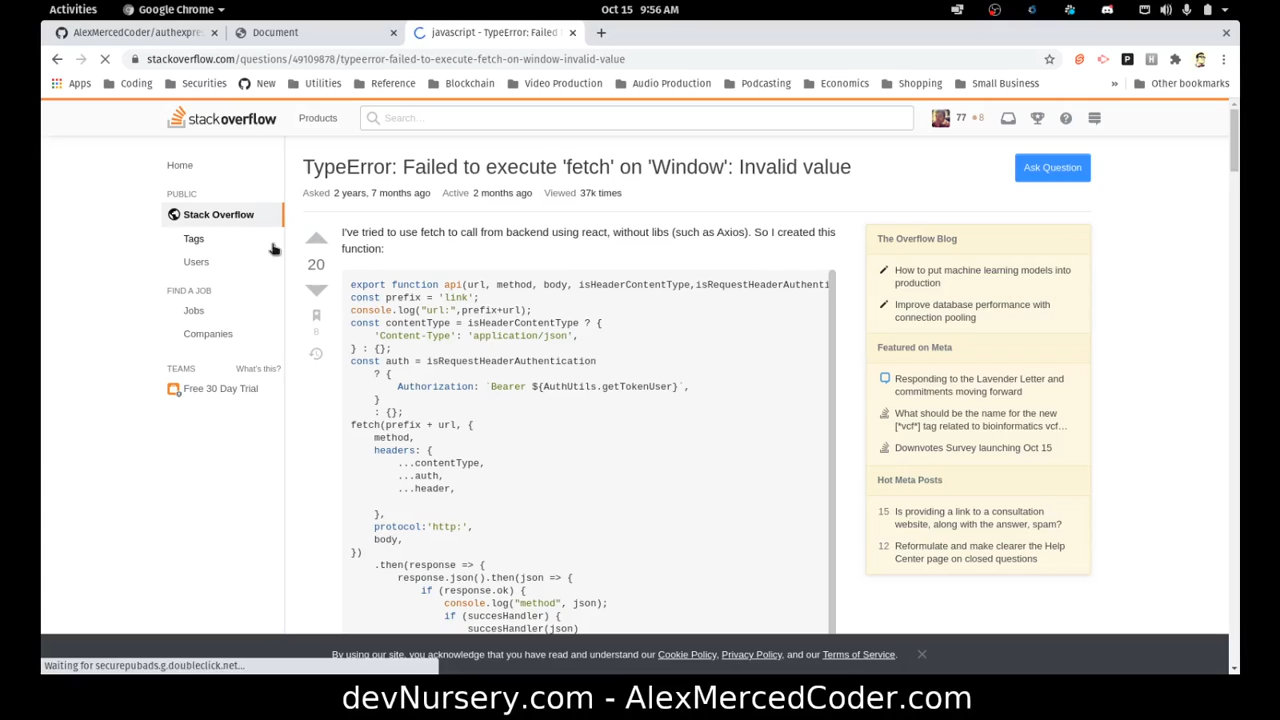 Activities
Google Chrome
Oct 15 9:56 AM
AlexMercedCoder/authexpre
Document
javascript - TypeError: Failed
stackoverflow.com/questions/49109878/typeerror-failed-to-execute-fetch-on-window-invalid-value
Apps
Coding
Securities
New
Utilities
Reference
Blockchain
Video Production
Audio Production
Podcasting
Economics
Shopping
Small Business
»
Other bookmarks
stackoverflow
Products
Search...
77 8
Home
PUBLIC
Stack Overflow
Tags
Users
FIND A JOB
Jobs
Companies
TEAMS What's this?
Free 30 Day Trial
TypeError: Failed to execute 'fetch' on 'Window': Invalid value
Ask Question
Asked 2 years, 7 months ago Active 2 months ago Viewed 37k times
20
8
I've tried to use fetch to call from backend using react, without libs (such as Axios). So I created this
function:
export function api(url, method, body, isHeaderContentType,isRequestHeaderAuthenti
const prefix = 'link';
console.log("url:",prefix+url);
const contentType = isHeaderContentType ? {
'Content-Type': 'application/json',
} : {};
const auth = isRequestHeaderAuthentication
? {
Authorization: `Bearer ${AuthUtils.getTokenUser}`,
}
: {};
fetch(prefix + url, {
method,
headers: {
...contentType,
...auth,
...header,
},
protocol:'http:',
body,
})
.then(response => {
response.json().then(json => {
if (response.ok) {
console.log("method", json);
if (succesHandler) {
succesHandler(json)
The Overflow Blog
How to put machine learning models into
production
Improve database performance with
connection pooling
Featured on Meta
Responding to the Lavender Letter and
commitments moving forward
What should be the name for the new
[*vcf*] tag related to bioinformatics vcf...
Downvotes Survey launching Oct 15
Hot Meta Posts
15 Is providing a link to a consultation
website, along with the answer, spam?
12 Reformulate and make clearer the Help
Center page on closed questions
By using our site, you acknowledge that you have read and understand our Cookie Policy, Privacy Policy, and our Terms of Service.
Waiting for securepubads.g.doubleclick.net...
devNursery.com - AlexMercedCoder.com